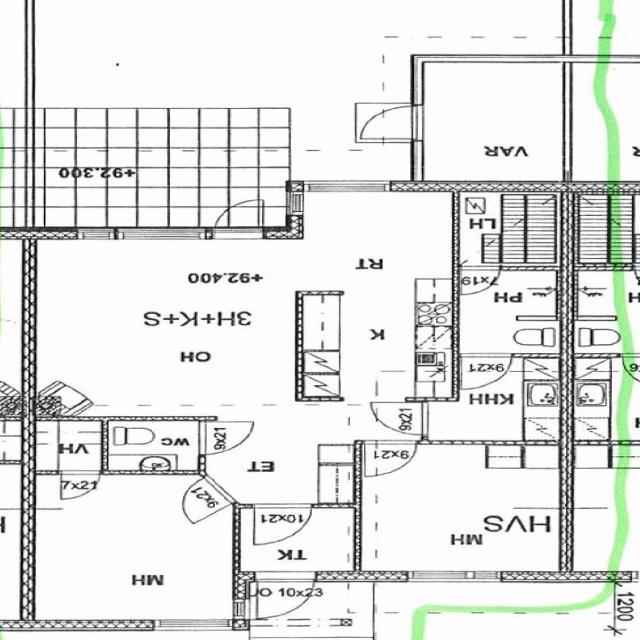 VAR
R
+92.300
LH
RT
7x19
PH
H
+92.400
3H+K+S
K
OH
9x21
KHH
9x21
9x21
VH
WC
ET
9x21
7x21
9x21
10x21
HVS
MH
TK
MH
10x23
1200